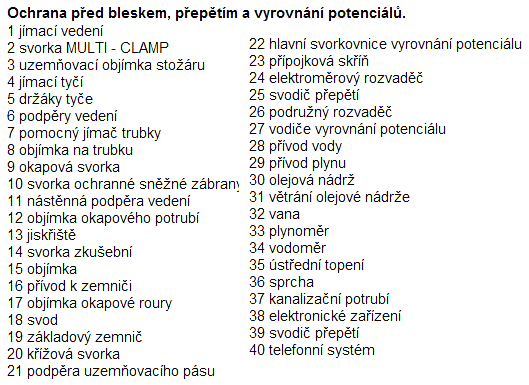 Ochrana před bleskem, přepětím a vyrovnání potenciálů.
1 jímací vedení
2 svorka MULTI - CLAMP
3 uzemňovací objímka stožáru
4 jímací tyčí
5 držáky tyče
6 podpěry vedení
7 pomocný jímač trubky
8 objímka na trubku
9 okapová svorka
10 svorka ochranné sněžné zábrany
11 nástěnná podpěra vedení
12 objímka okapového potrubí
13 jiskřiště
14 svorka zkušební
15 objímka
16 přívod k zemniči
17 objímka okapové roury
18 svod
19 základový zemnič
20 křížová svorka
21 podpěra uzemňovacího pásu
22 hlavní svorkovnice vyrovnání potenciálu
23 přípojková skříň
24 elektroměrový rozvaděč
25 svodič přepětí
26 podružný rozvaděč
27 vodiče vyrovnání potenciálu
28 přívod vody
29 přívod plynu
30 olejová nádrž
31 větrání olejové nádrže
32 vana
33 plynoměr
34 vodoměr
35 ústřední topení
36 sprcha
37 kanalizační potrubí
38 elektronické zařízení
39 svodič přepětí
40 telefonní systém